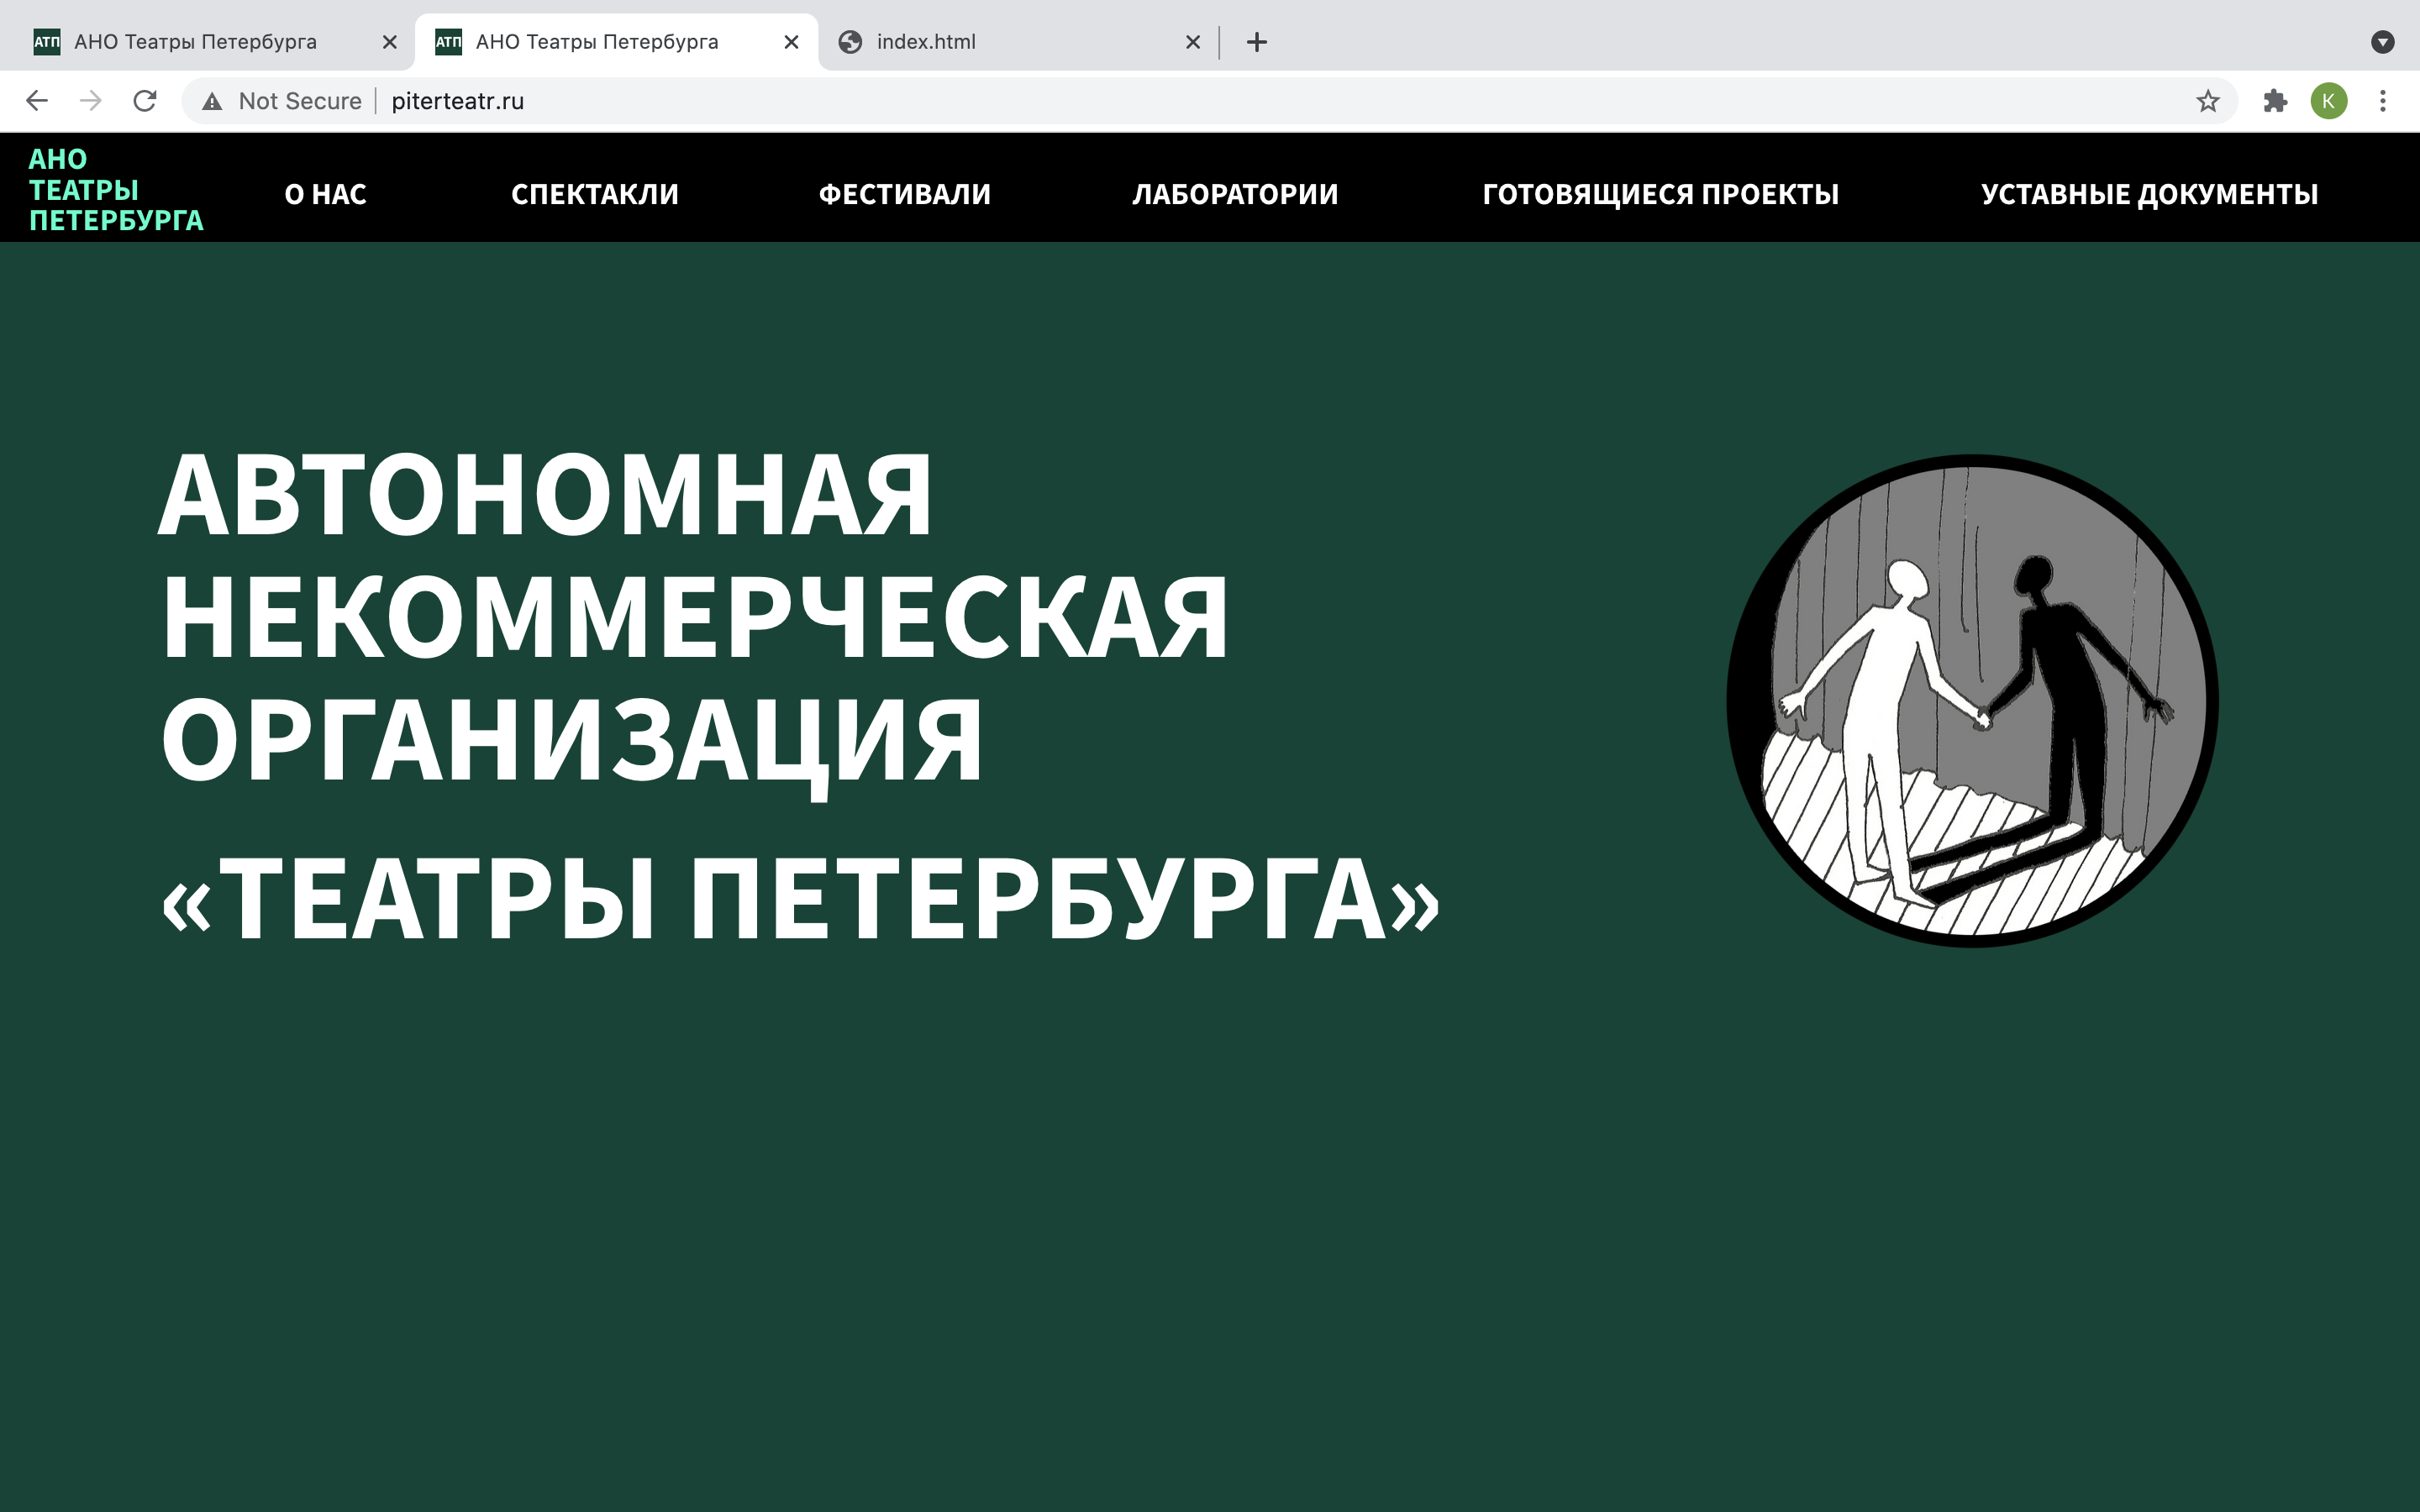 АТП АНО Театры Петербурга
АТП АНО Театры Петербурга
index.html
Not Secure
piterteatr.ru
K
АНО
ТЕАТРЫ
ПЕТЕРБУРГА
О НАС
СПЕКТАКЛИ
ФЕСТИВАЛИ
ЛАБОРАТОРИИ
ГОТОВЯЩИЕСЯ ПРОЕКТЫ
УСТАВНЫЕ ДОКУМЕНТЫ
АВТОНОМНАЯ
НЕКОММЕРЧЕСКАЯ
ОРГАНИЗАЦИЯ
«ТЕАТРЫ ПЕТЕРБУРГА»